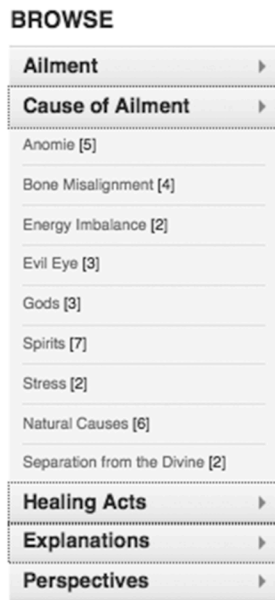 BROWSE
Ailment
Cause of Ailment
Anomie [5]
Bone Misalignment [4]
Energy Imbalance [2]
Evil Eye [3]
Gods [3]
Spirits [7]
Stress [2]
Natural Causes [6]
Separation from the Divine [2]
Healing Acts
Explanations
Perspectives